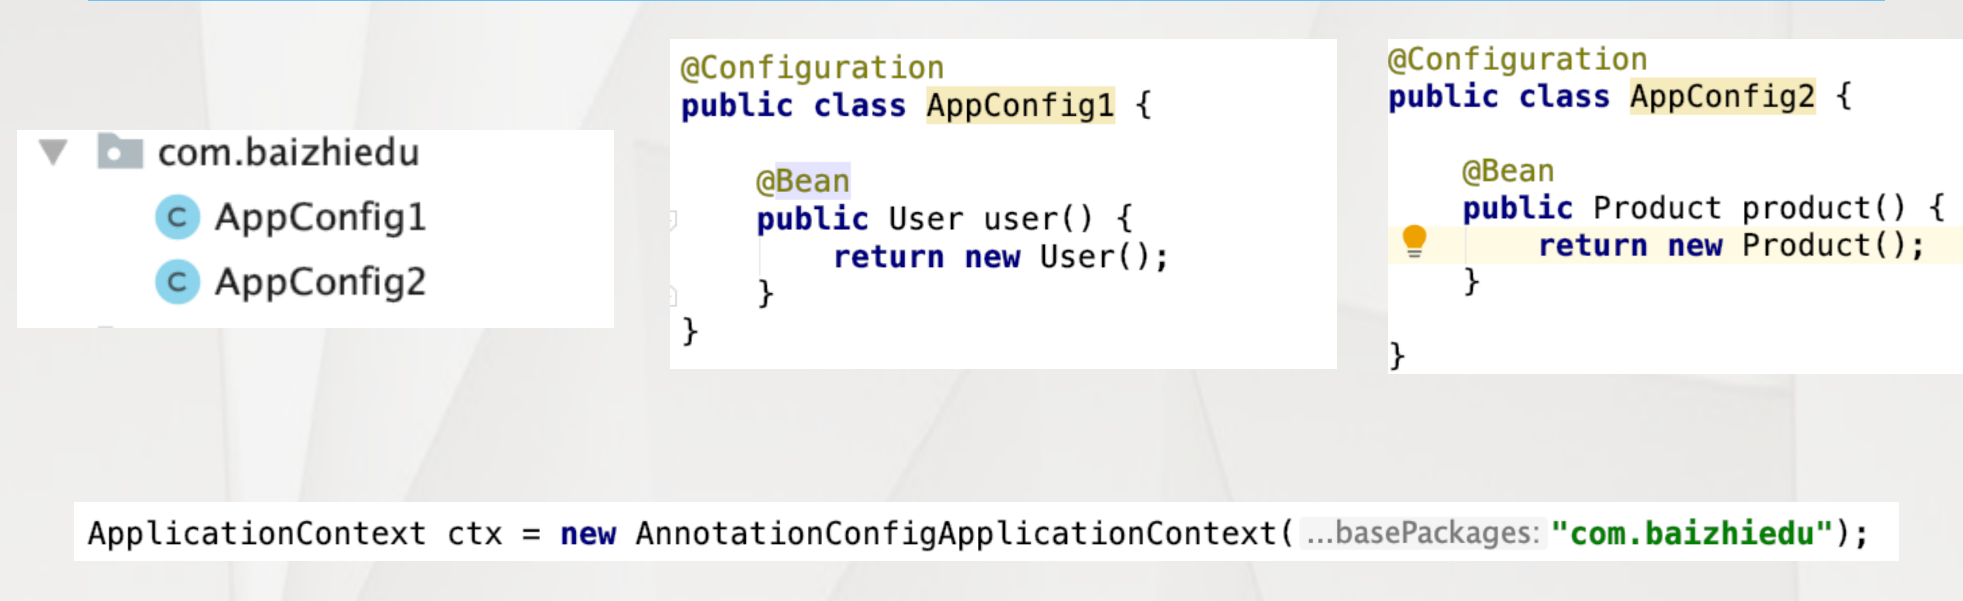 com.baizhiedu
C AppConfig1
C AppConfig2
@Configuration
public class AppConfig1 {
@Bean
public User user() {
return new User();
}
}
@Configuration
public class AppConfig2 {
@Bean
public Product product() {
return new Product();
}
}
ApplicationContext ctx = new AnnotationConfigApplicationContext( ...basePackages: "com.baizhiedu");